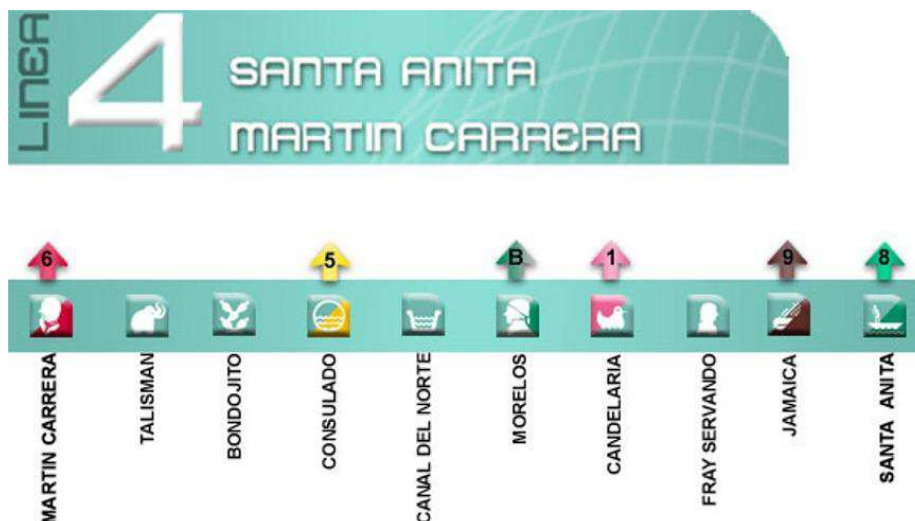 LINEA
4
SANTA ANITA
MARTIN CARRERA
6
5
B
1
9
8
MARTIN CARRERA
TALISMAN
BONDOJITO
CONSULADO
CANAL DEL NORTE
MORELOS
CANDELARIA
FRAY SERVANDO
JAMAICA
SANTA ANITA